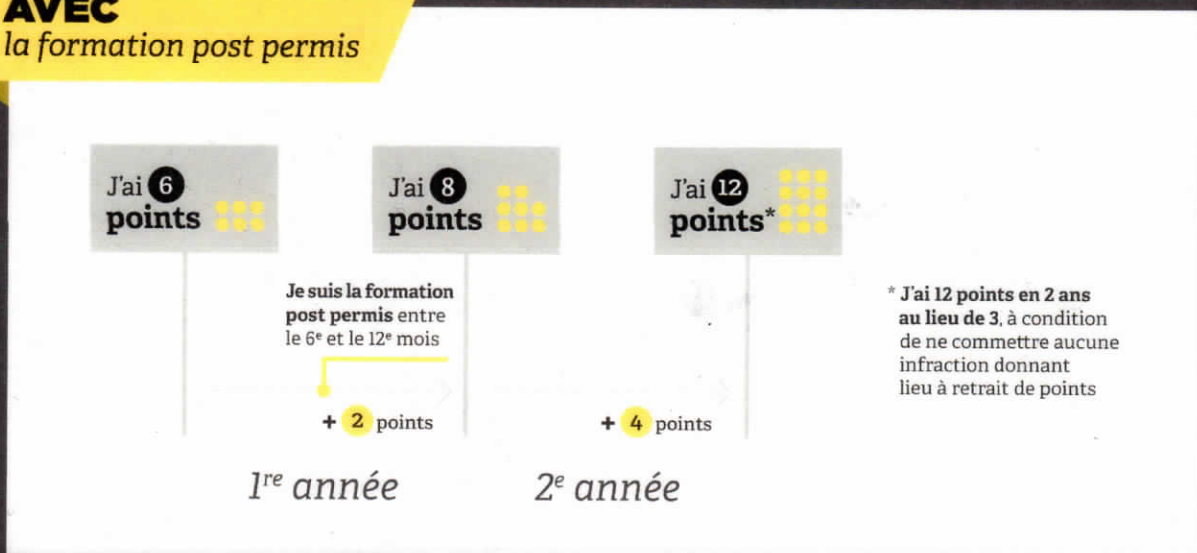 AVEC
la formation post permis
J'ai 6
points
J'ai 8
points
J'ai 12
points*
Je suis la formation
post permis entre
le 6e et le 12e mois
+ 2 points
+ 4 points
* J'ai 12 points en 2 ans
au lieu de 3, à condition
de ne commettre aucune
infraction donnant
lieu à retrait de points
1re année
2e année